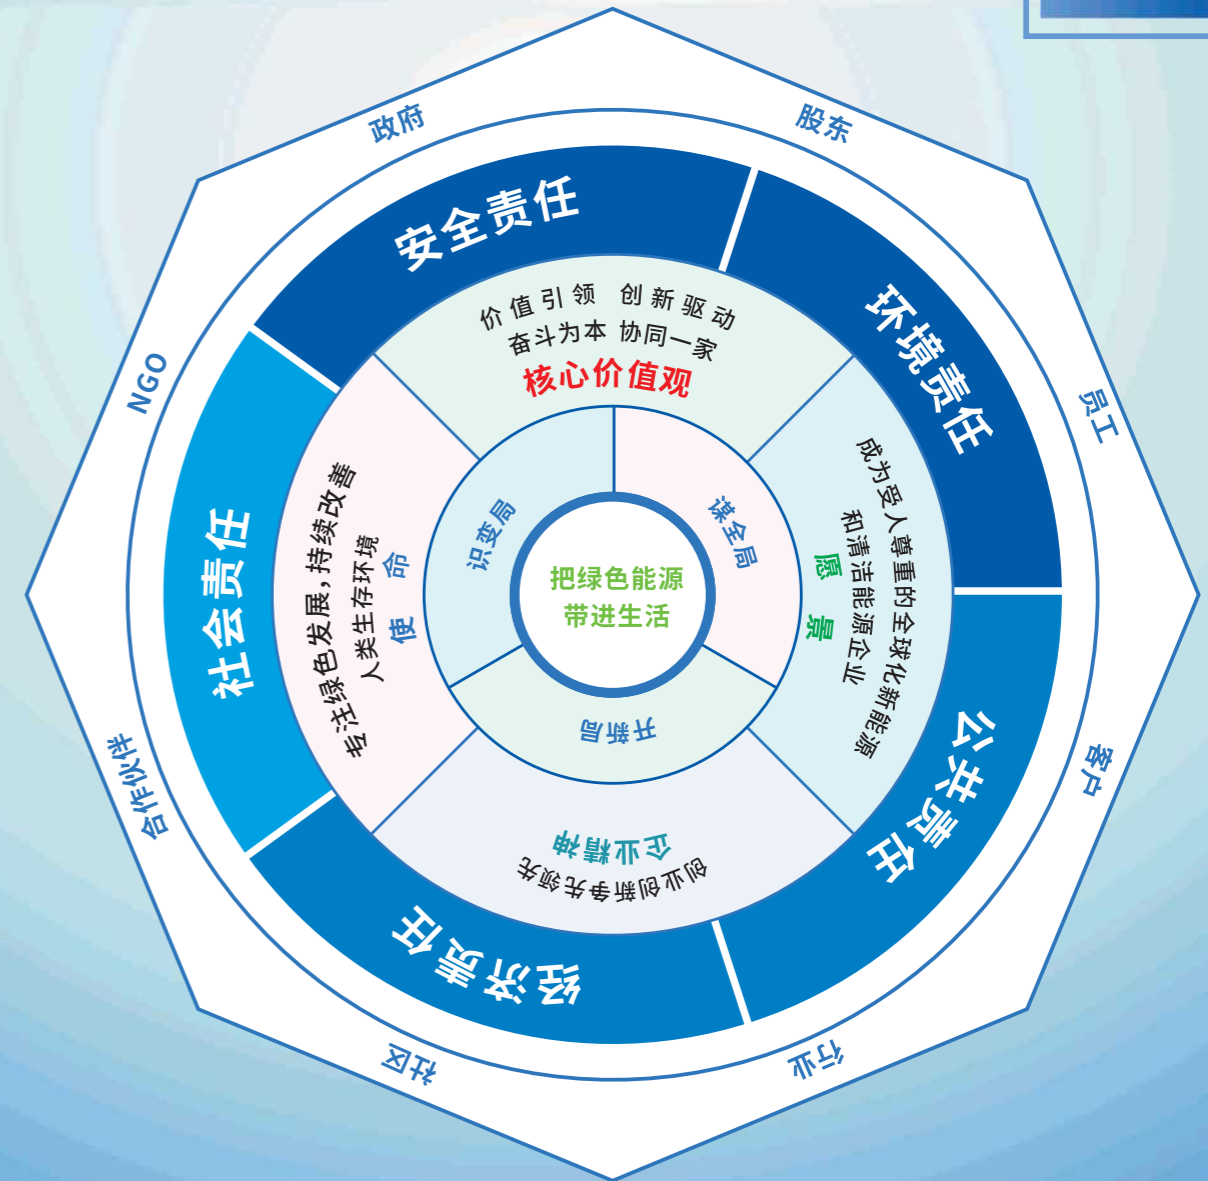 政府
股东
员工
客户
行业
社区
合作伙伴
NGO
安全责任
环境责任
公共责任
经济责任
社会责任
价值引领 创新驱动
奋斗为本 协同一家
核心价值观
成为受人尊重的全球化新能源
和清洁能源企业
愿景
企业精神
创业创新争先领先
专注绿色发展,持续改善
人类生存环境
使命
识变局
谋全局
开新局
把绿色能源
带进生活